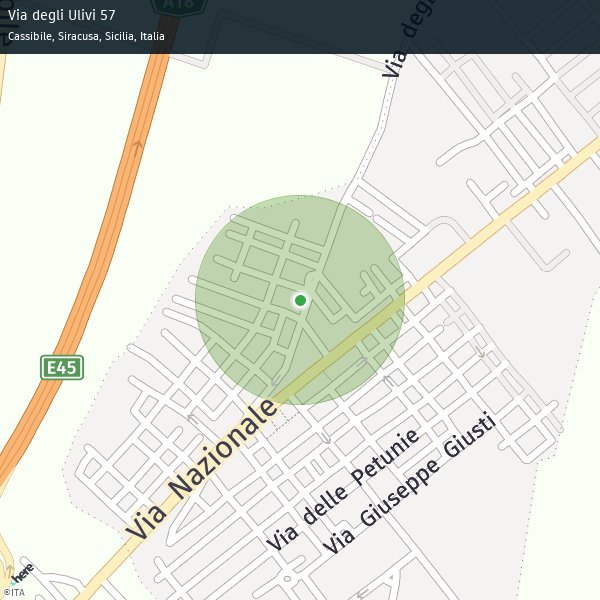 Via degli Ulivi 57
Cassibile, Siracusa, Sicilia, Italia
A18
Via deg
E45
Via Nazionale
Via delle Petunie
Via Giuseppe Giusti
here
©ITA